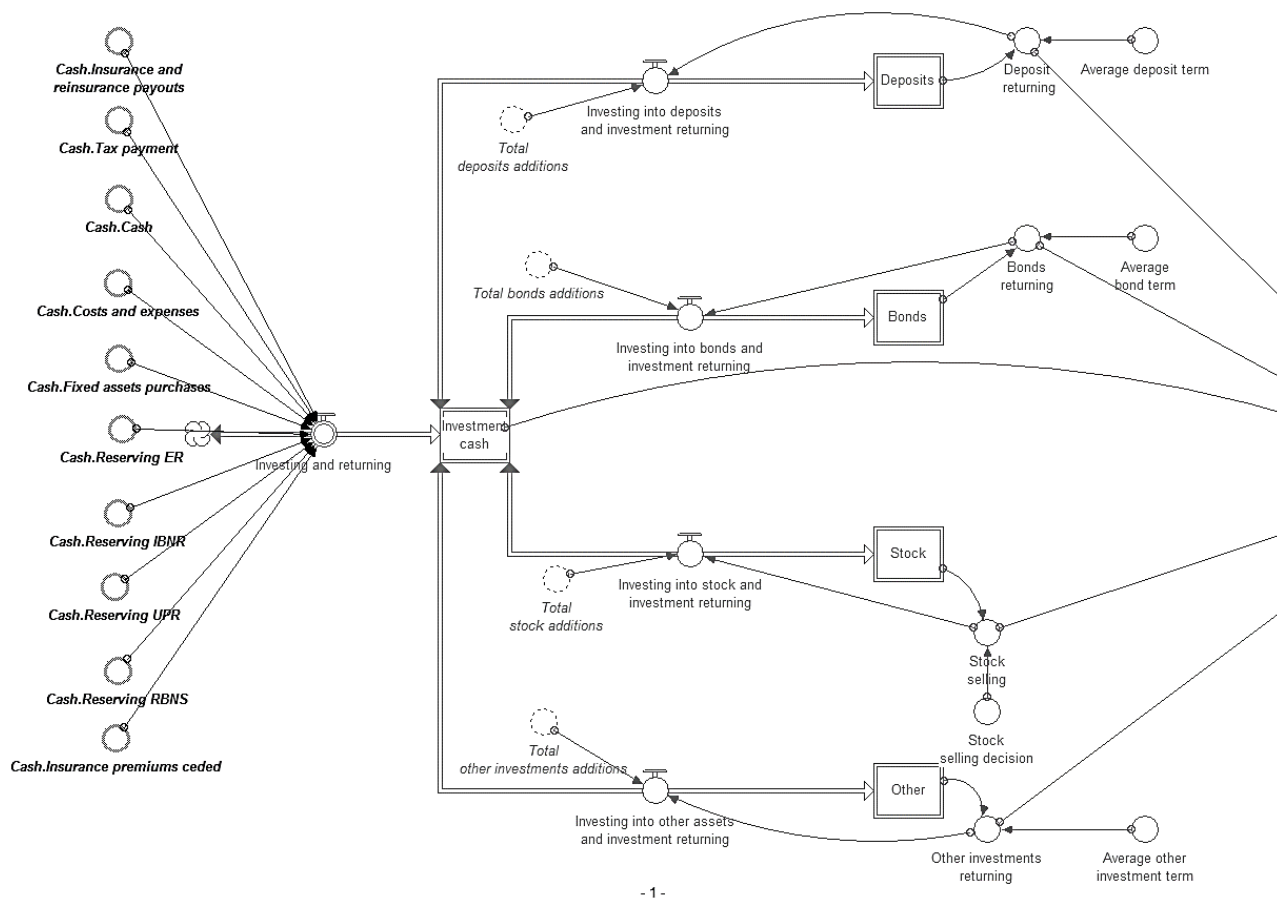 Cash.Insurance and
reinsurance payouts
Cash.Tax payment
Cash.Cash
Cash.Costs and expenses
Cash.Fixed assets purchases
Cash.Reserving ER
Cash.Reserving IBNR
Cash.Reserving UPR
Cash.Reserving RBNS
Cash.Insurance premiums ceded
Investing and returning
Investment
cash
Total
deposits additions
Investing into deposits
and investment returning
Deposits
Deposit
returning
Average deposit term
Total bonds additions
Investing into bonds and
investment returning
Bonds
Bonds
returning
Average
bond term
Total
stock additions
Investing into stock and
investment returning
Stock
Stock
selling
Stock
selling decision
Total
other investments additions
Investing into other assets
and investment returning
Other
Other investments
returning
Average other
investment term
- 1 -